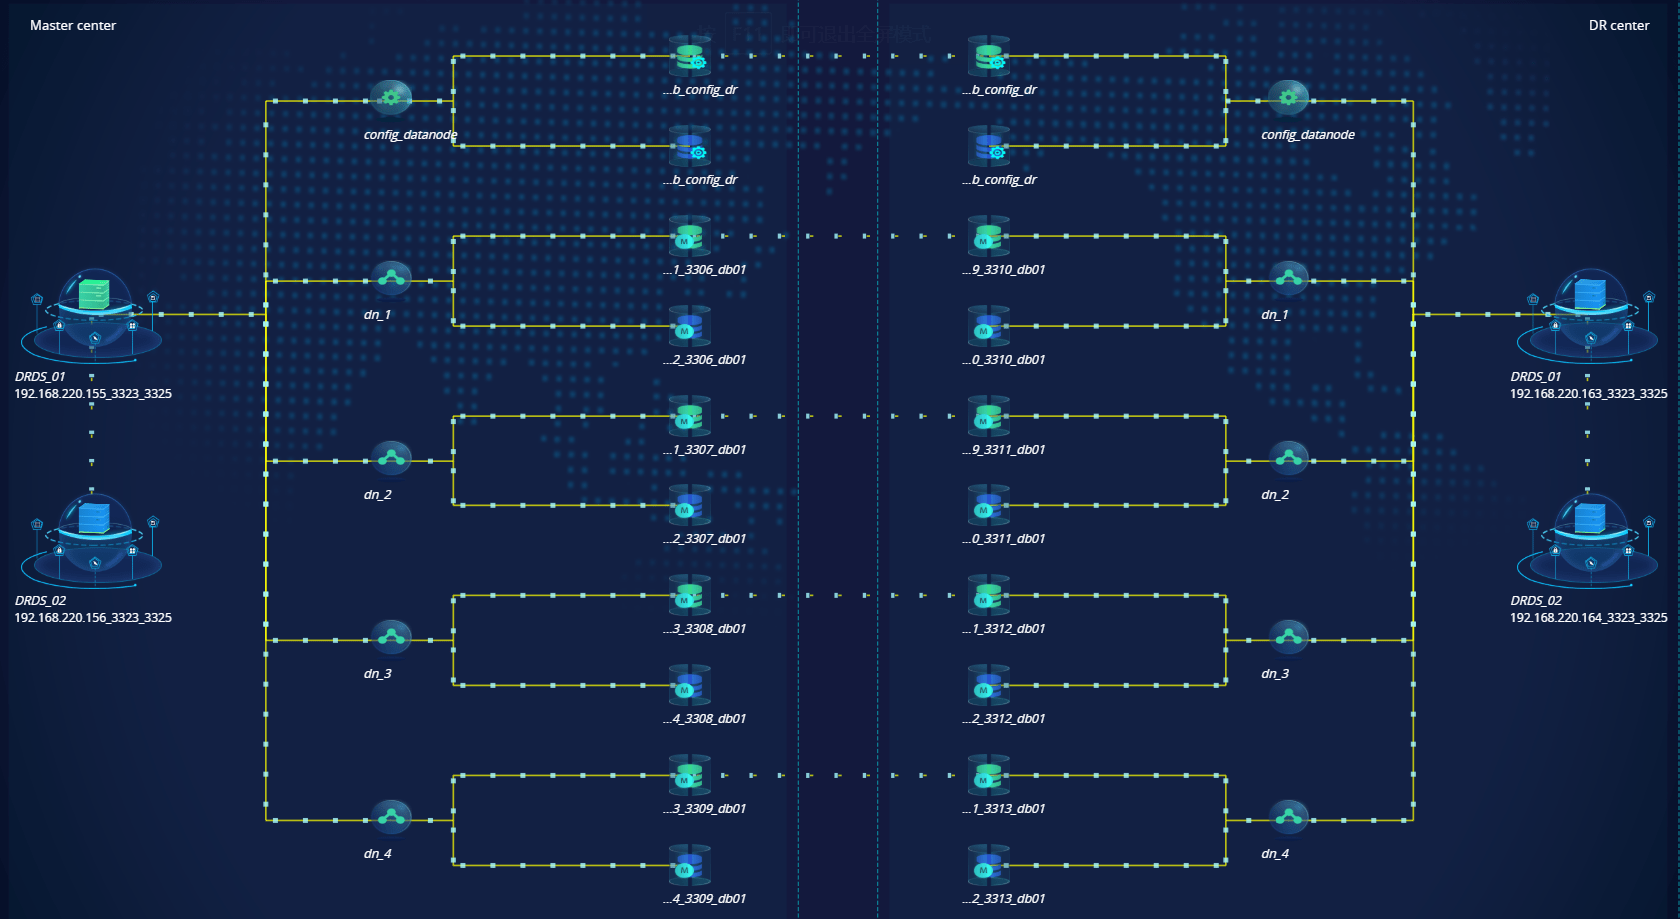 Master center
DR center
...b_config_dr
...b_config_dr
config_datanode
config_datanode
...b_config_dr
...b_config_dr
...1_3306_db01
...9_3310_db01
dn_1
dn_1
...2_3306_db01
...0_3310_db01
DRDS_01
192.168.220.155_3323_3325
DRDS_01
192.168.220.163_3323_3325
...1_3307_db01
...9_3311_db01
dn_2
dn_2
...2_3307_db01
...0_3311_db01
DRDS_02
192.168.220.156_3323_3325
DRDS_02
192.168.220.164_3323_3325
...3_3308_db01
...1_3312_db01
dn_3
dn_3
...4_3308_db01
...2_3312_db01
...3_3309_db01
...1_3313_db01
dn_4
dn_4
...4_3309_db01
...2_3313_db01